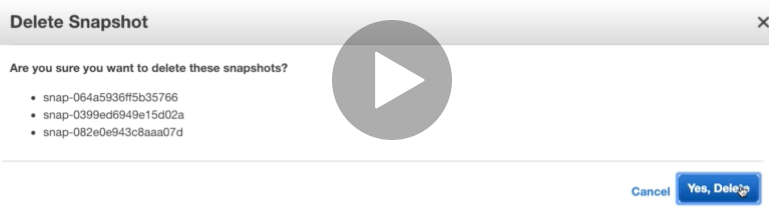 Delete Snapshot
Are you sure you want to delete these snapshots?
snap-064a5936ff5b35766
snap-0399ed6949e15d02a
snap-082e0e943c8aaa07d
Cancel
Yes, Delete